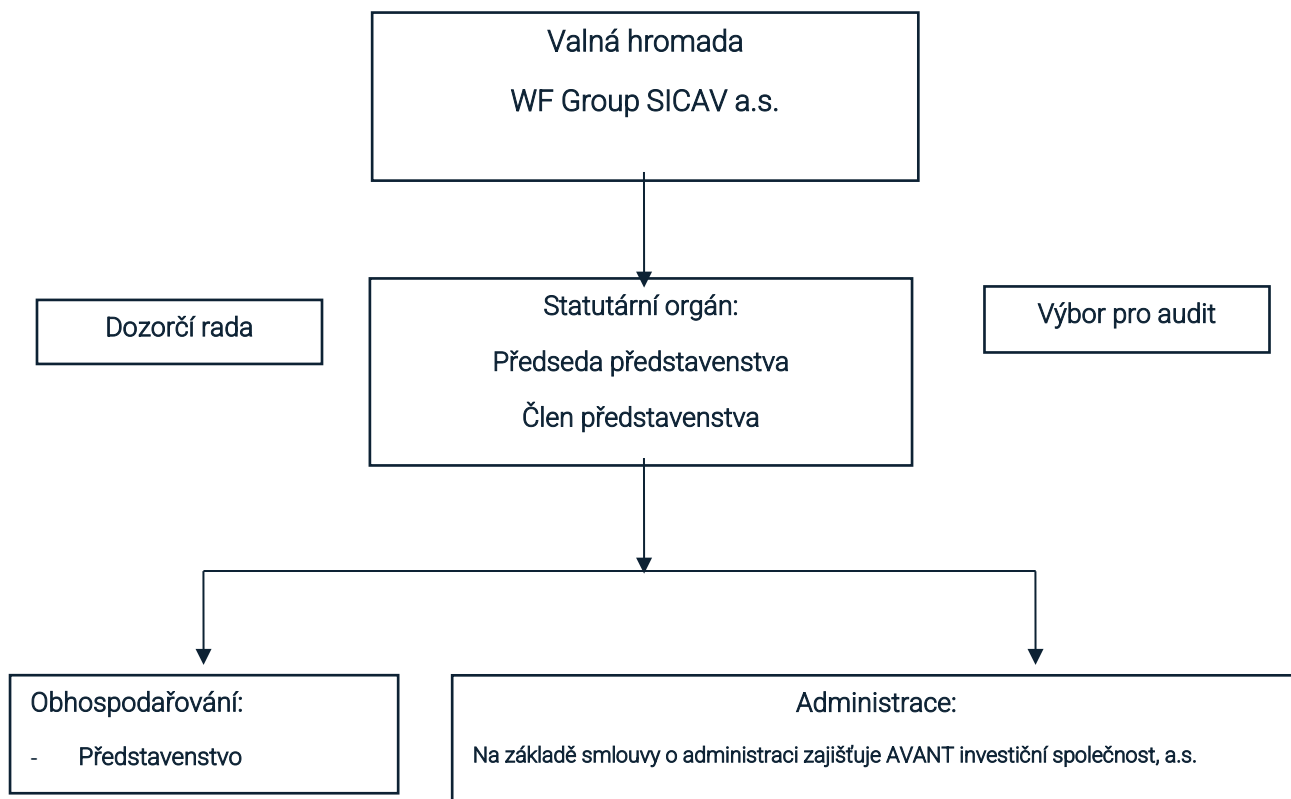 Valná hromada
WF Group SICAV a.s.
Dozorčí rada
Statutární orgán:
Předseda představenstva
Člen představenstva
Výbor pro audit
Obhospodařování:
- Představenstvo
Administrace:
Na základě smlouvy o administraci zajišťuje AVANT investiční společnost, a.s.